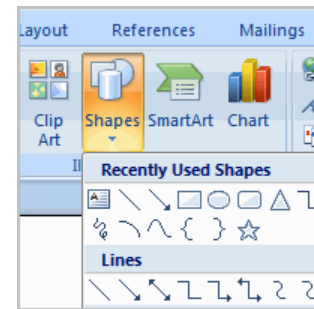 Layout References Mailings
Clip Art Shapes SmartArt Chart
Recently Used Shapes
Lines